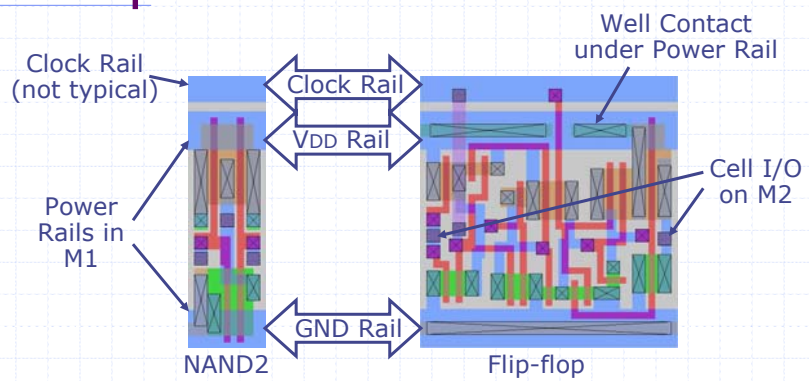 Well Contact
under Power Rail
Clock Rail
(not typical)
Clock Rail
VDD Rail
Cell I/O
on M2
Power
Rails in
M1
GND Rail
NAND2
Flip-flop